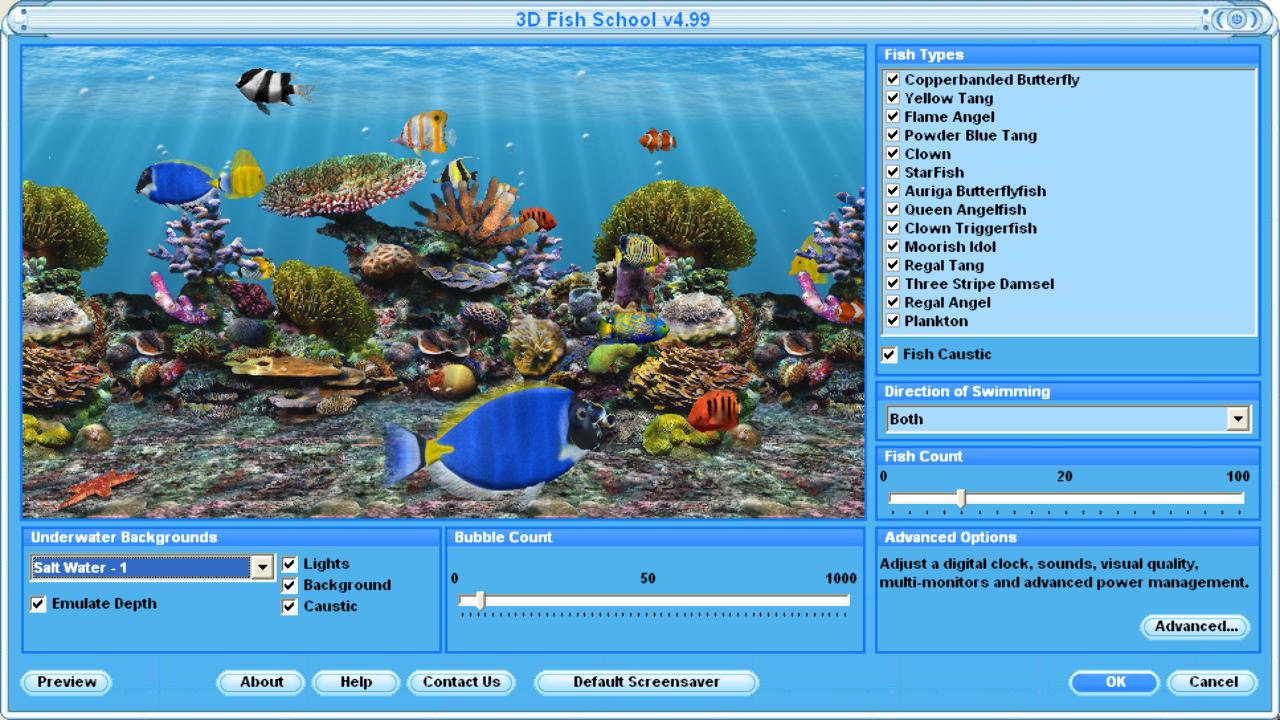 3D Fish School v4.99
Fish Types
Copperbanded Butterfly
Yellow Tang
Flame Angel
Powder Blue Tang
Clown
StarFish
Auriga Butterflyfish
Queen Angelfish
Clown Triggerfish
Moorish Idol
Regal Tang
Three Stripe Damsel
Regal Angel
Plankton
Fish Caustic
Direction of Swimming
Both
Fish Count
0 20 100
Underwater Backgrounds
Salt Water - 1
Emulate Depth
Lights
Background
Caustic
Bubble Count
0 50 1000
Advanced Options
Adjust a digital clock, sounds, visual quality,
multi-monitors and advanced power management.
Advanced...
Preview
About
Help
Contact Us
Default Screensaver
OK
Cancel